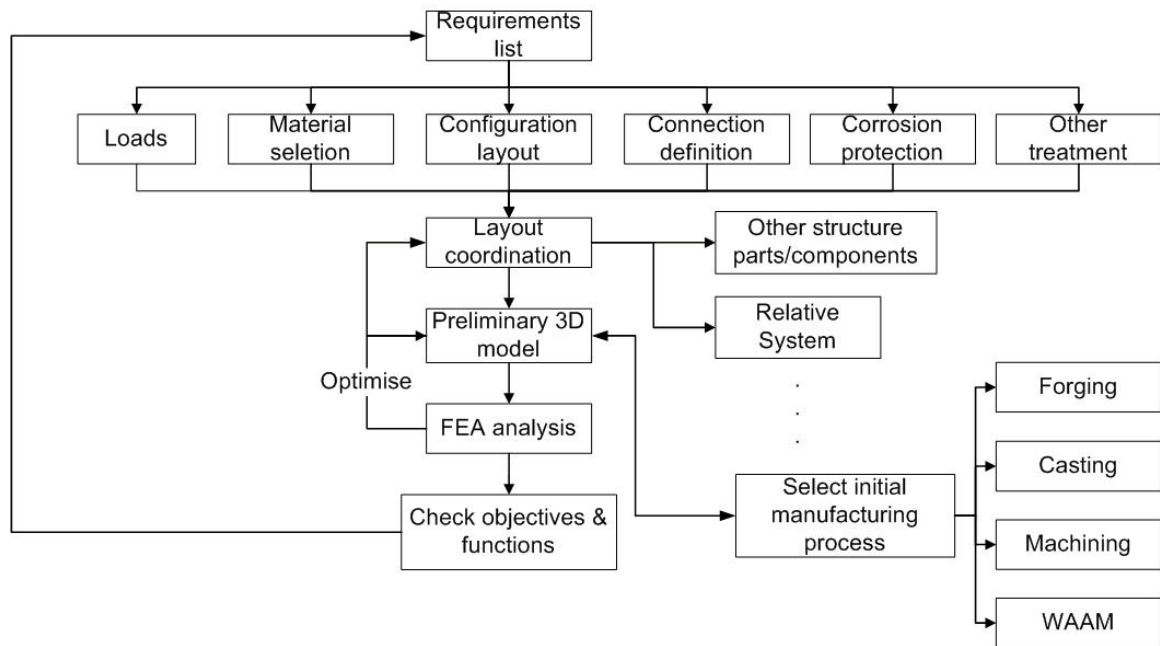 Requirements
list
Loads
Material
seletion
Configuration
layout
Connection
definition
Corrosion
protection
Other
treatment
Layout
coordination
Other structure
parts/components
Preliminary 3D
model
Relative
System
Optimise
FEA analysis
Check objectives &
functions
Select initial
manufacturing
process
Forging
Casting
Machining
WAAM